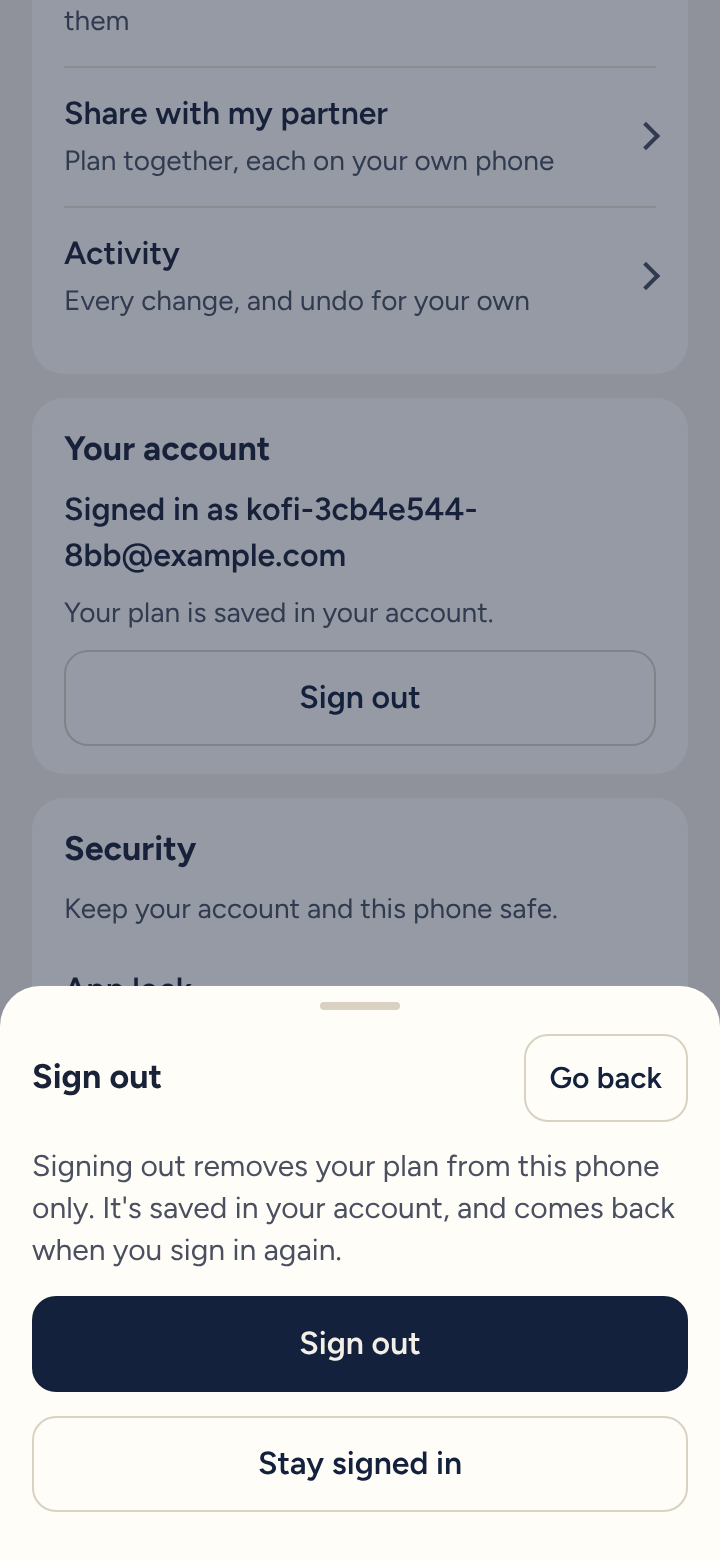 them
Share with my partner
Plan together, each on your own phone
Activity
Every change, and undo for your own
Your account
Signed in as kofi-3cb4e544-
8bb@example.com
Your plan is saved in your account.
Sign out
Security
Keep your account and this phone safe.
App lock
Sign out
Go back
Signing out removes your plan from this phone
only. It's saved in your account, and comes back
when you sign in again.
Sign out
Stay signed in